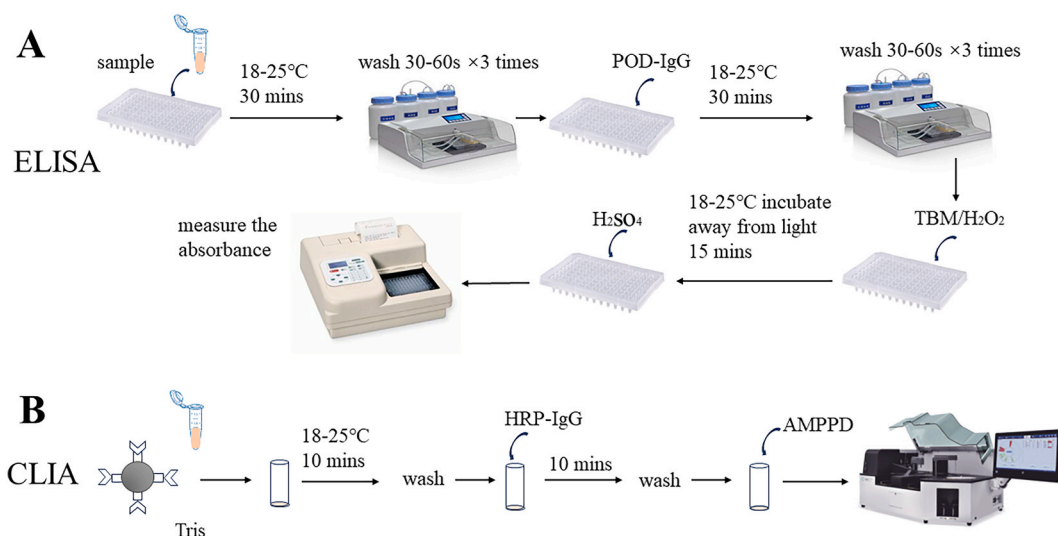 A
sample
18-25℃
30 mins
wash 30-60s ×3 times
POD-IgG
18-25℃
30 mins
wash 30-60s ×3 times
ELISA
measure the
absorbance
H₂SO₄
18-25℃ incubate
away from light
15 mins
TBM/H₂O₂
B
CLIA
Tris
18-25℃
10 mins
wash
HRP-IgG
10 mins
wash
AMPPD